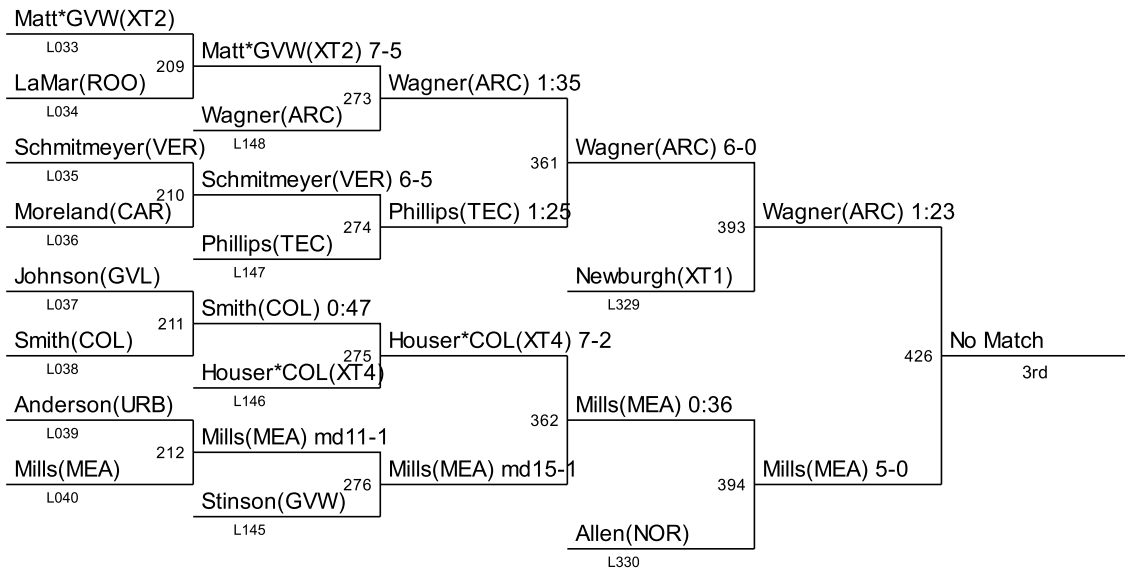 Matt*GVW(XT2)
L033
209
LaMar(ROO)
L034
Schmitmeyer(VER)
L035
210
Moreland(CAR)
L036
Johnson(GVL)
L037
211
Smith(COL)
L038
Anderson(URB)
L039
212
Mills(MEA)
L040
Matt*GVW(XT2) 7-5
273
Wagner(ARC)
L148
Schmitmeyer(VER) 6-5
274
Phillips(TEC)
L147
Smith(COL) 0:47
275
Houser*COL(XT4)
L146
Mills(MEA) md11-1
276
Stinson(GVW)
L145
Wagner(ARC) 1:35
361
Phillips(TEC) 1:25
Houser*COL(XT4) 7-2
362
Mills(MEA) md15-1
Wagner(ARC) 6-0
393
Newburgh(XT1)
L329
Mills(MEA) 0:36
394
Allen(NOR)
L330
Wagner(ARC) 1:23
426
Mills(MEA) 5-0
No Match
3rd